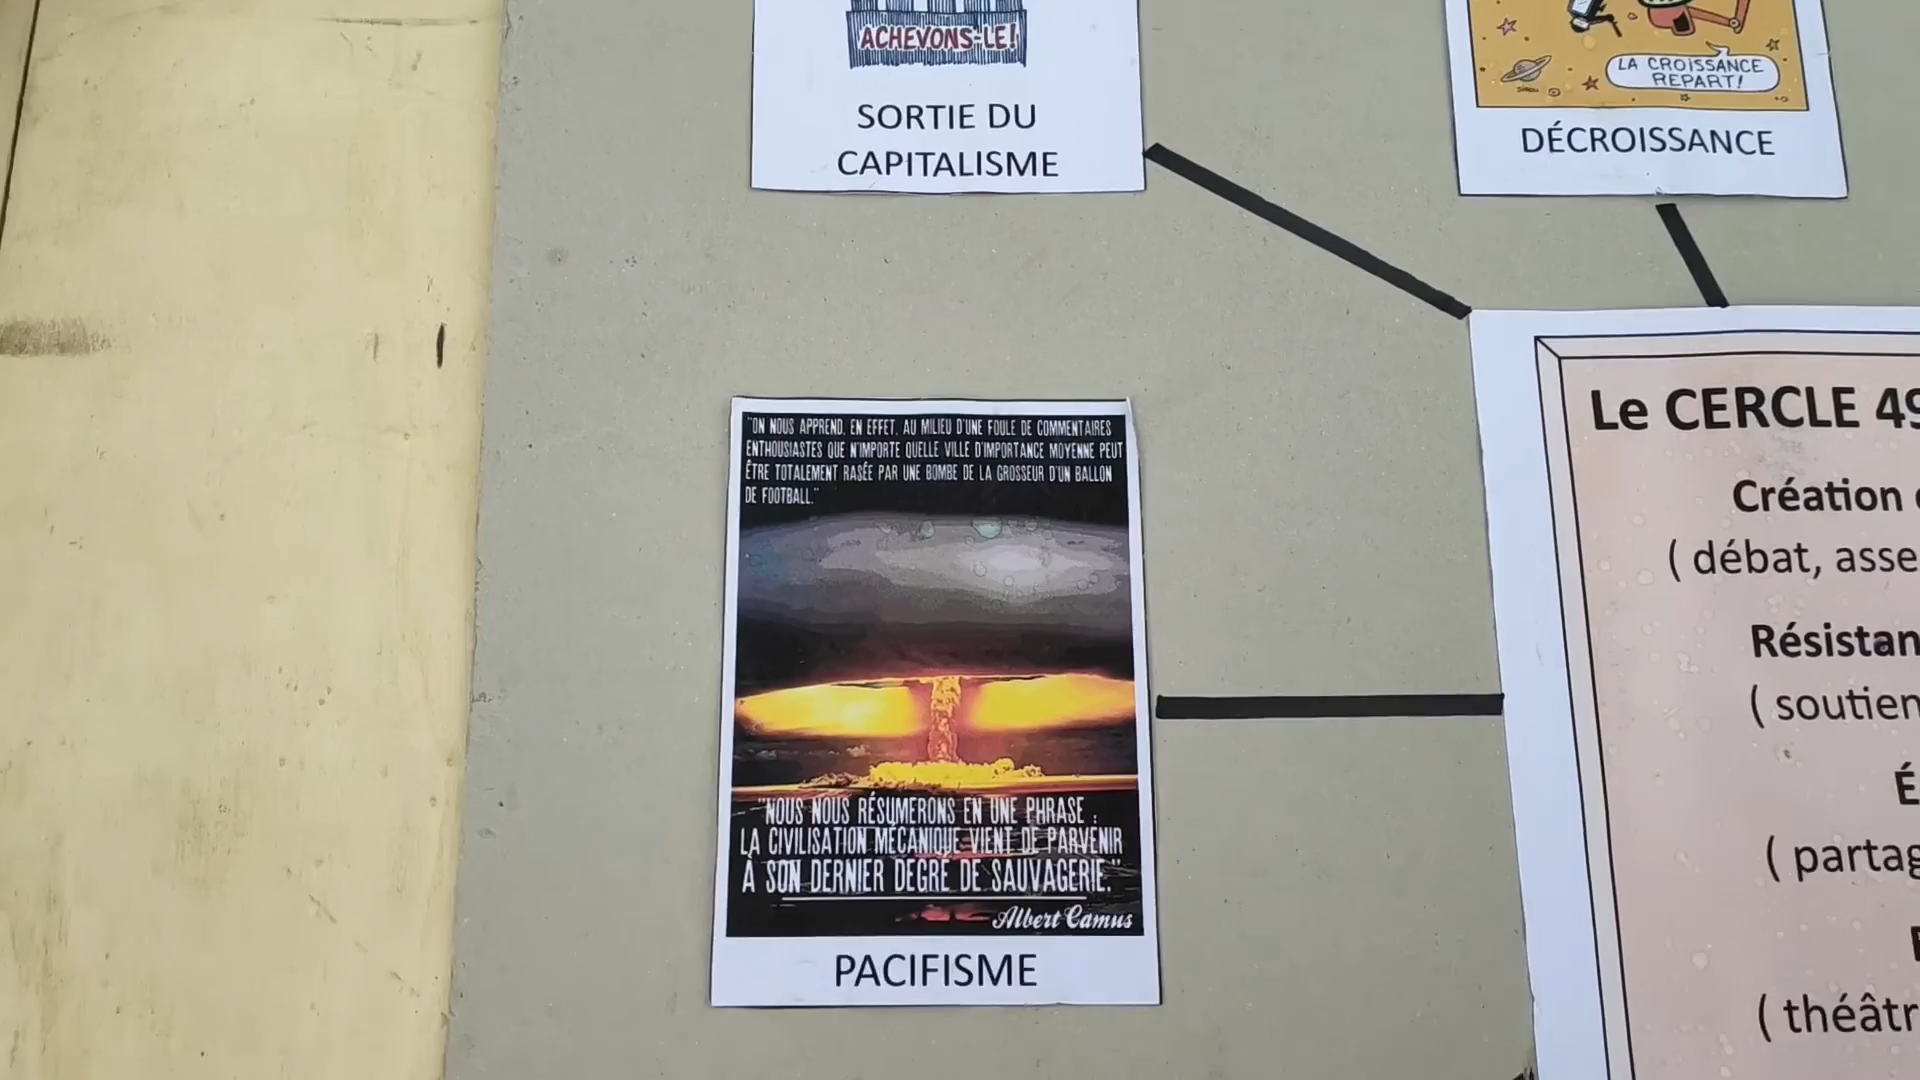 ACHEVONS-LE!
SORTIE DU
CAPITALISME
LA CROISSANCE
REPART!
DÉCROISSANCE
"ON NOUS APPREND, EN EFFET, AU MILIEU D'UNE FOULE DE COMMENTAIRES
ENTHOUSIASTES QUE N'IMPORTE QUELLE VILLE D'IMPORTANCE MOYENNE PEUT
ÊTRE TOTALEMENT RASÉE PAR UNE BOMBE DE LA GROSSEUR D'UN BALLON
DE FOOTBALL."
"NOUS NOUS RÉSUMERONS EN UNE PHRASE :
LA CIVILISATION MÉCANIQUE VIENT DE PARVENIR
À SON DERNIER DEGRÉ DE SAUVAGERIE."
Albert Camus
PACIFISME
Le CERCLE 49
Création
( débat, asse
Résistan
( soutien
É
( partag
( théâtr